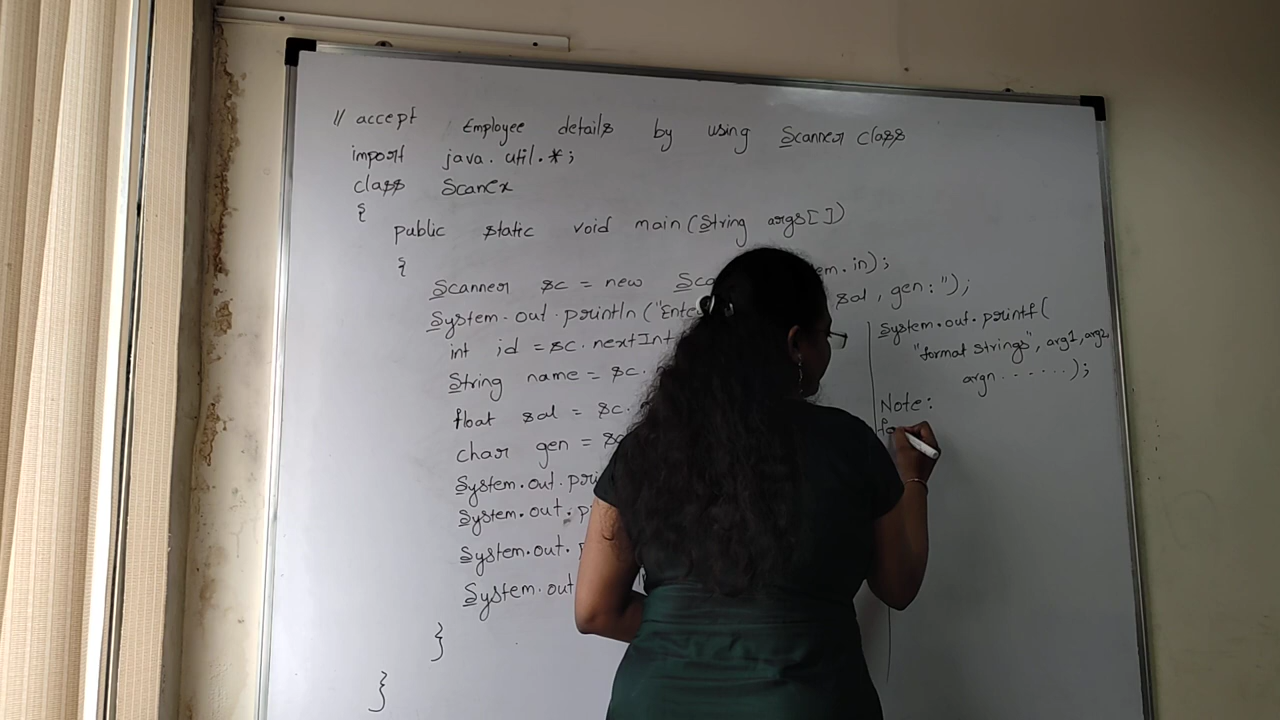 // accept Employee details by using Scanner class
import java.util.*;
class ScanEx
{
public static void main(String args[])
{
Scanner sc = new Sca em.in);
System.out.println("Ente sal, gen:");
int id = sc.nextInt
String name = sc.
float sal = sc.
char gen = sc
System.out.pri
System.out.p
System.out.
System.out
}
}
System.out.printf(
"format strings", arg1, arg2
argn.......);
Note:
fo